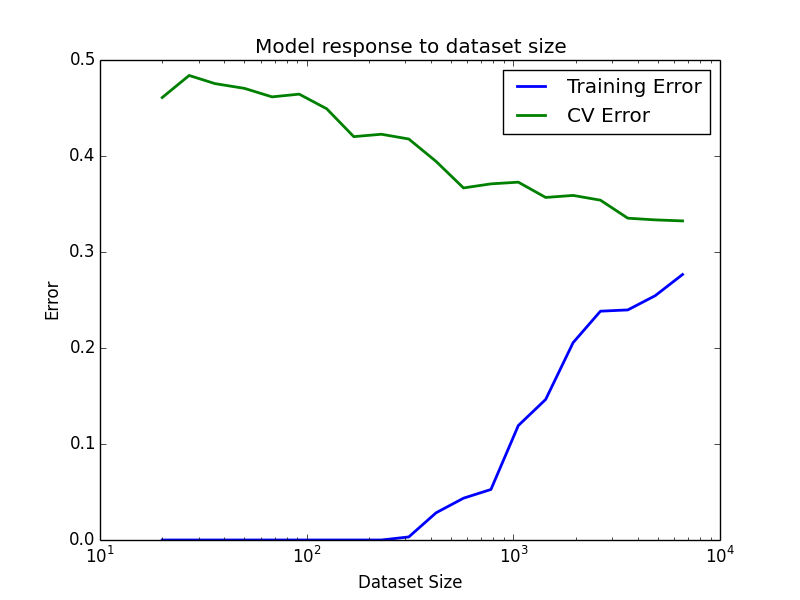 Model response to dataset size
Training Error
CV Error
0.5
0.4
0.3
0.2
0.1
0.0
Error
10¹
10²
10³
10⁴
Dataset Size